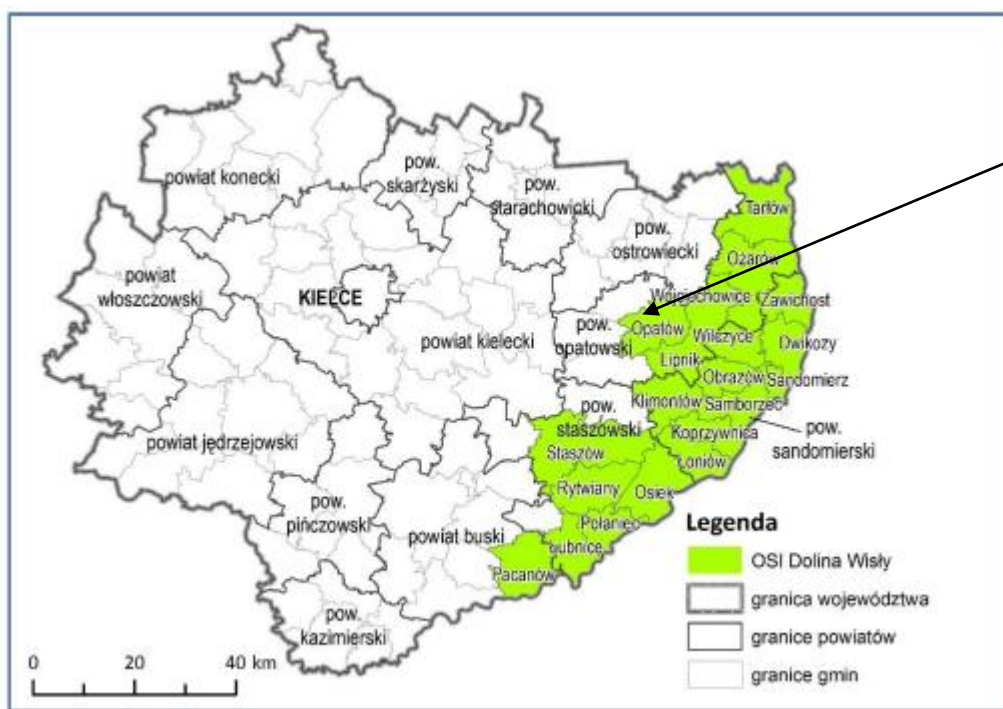 powiat konecki
pow.
skarżyski
pow.
starachowicki
pow.
ostrowiecki
Tarłów
Ożarów
powiat
włoszczowski
KIELCE
powiat kielecki
pow.
opatowski
Wojciechowice
Zawichost
Opatów
Wilczyce
Dwikozy
Lipnik
Obrazów
Sandomierz
Klimontów
Samborzec
pow.
sandomierski
Koprzywnica
Łoniów
powiat jędrzejowski
pow.
staszowski
Staszów
Rytwiany
Osiek
Połaniec
Łubnice
Pacanów
pow.
pińczowski
powiat buski
pow.
kazimierski
0 20 40 km
Legenda
OSI Dolina Wisły
granica województwa
granice powiatów
granice gmin